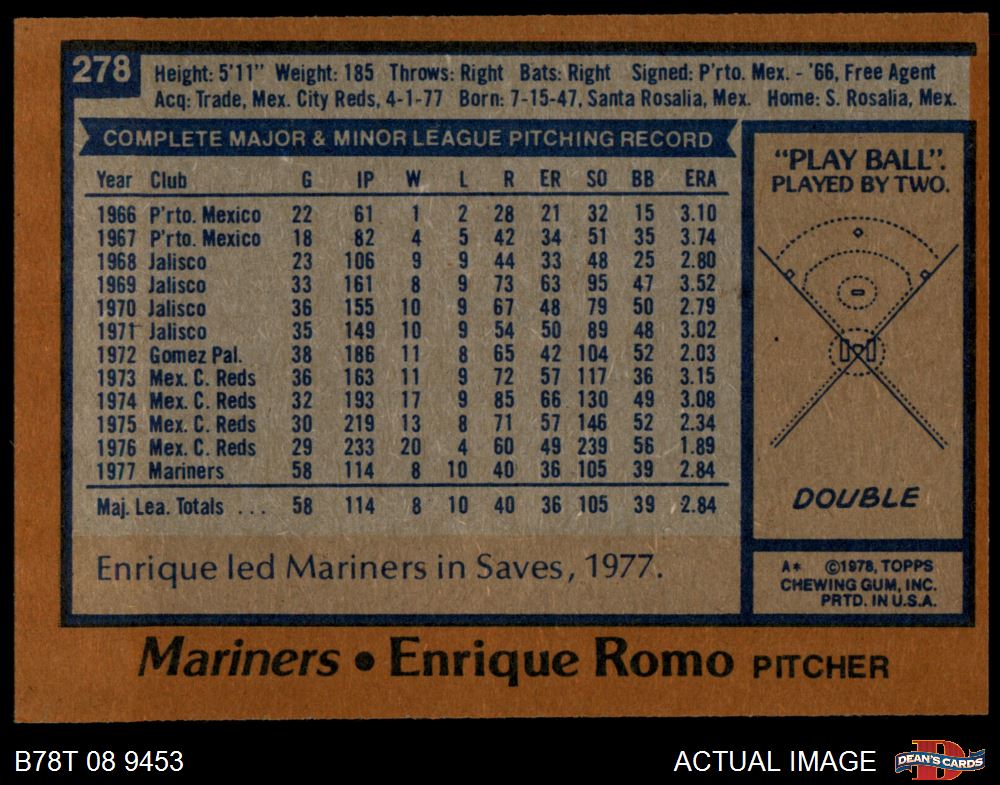 278
Height: 5'11" Weight: 185 Throws: Right Bats: Right Signed: P'rto. Mex. - '66, Free Agent
Acq: Trade, Mex. City Reds, 4-1-77 Born: 7-15-47, Santa Rosalia, Mex. Home: S. Rosalia, Mex.
COMPLETE MAJOR & MINOR LEAGUE PITCHING RECORD
Year Club G IP W L R ER SO BB ERA
1966 P'rto. Mexico 22 61 1 2 28 21 32 15 3.10
1967 P'rto. Mexico 18 82 4 5 42 34 51 35 3.74
1968 Jalisco 23 106 9 9 44 33 48 25 2.80
1969 Jalisco 33 161 8 9 73 63 95 47 3.52
1970 Jalisco 36 155 10 9 67 48 79 50 2.79
1971 Jalisco 35 149 10 9 54 50 89 48 3.02
1972 Gomez Pal. 38 186 11 8 65 42 104 52 2.03
1973 Mex. C. Reds 36 163 11 9 72 57 117 36 3.15
1974 Mex. C. Reds 32 193 17 9 85 66 130 49 3.08
1975 Mex. C. Reds 30 219 13 8 71 57 146 52 2.34
1976 Mex. C. Reds 29 233 20 4 60 49 239 56 1.89
1977 Mariners 58 114 8 10 40 36 105 39 2.84
Maj. Lea. Totals ... 58 114 8 10 40 36 105 39 2.84
Enrique led Mariners in Saves, 1977.
"PLAY BALL".
PLAYED BY TWO.
DOUBLE
A* ©1978, TOPPS
CHEWING GUM, INC.
PRTD. IN U.S.A.
Mariners • Enrique Romo PITCHER
B78T 08 9453
ACTUAL IMAGE
D
DEAN'S CARDS